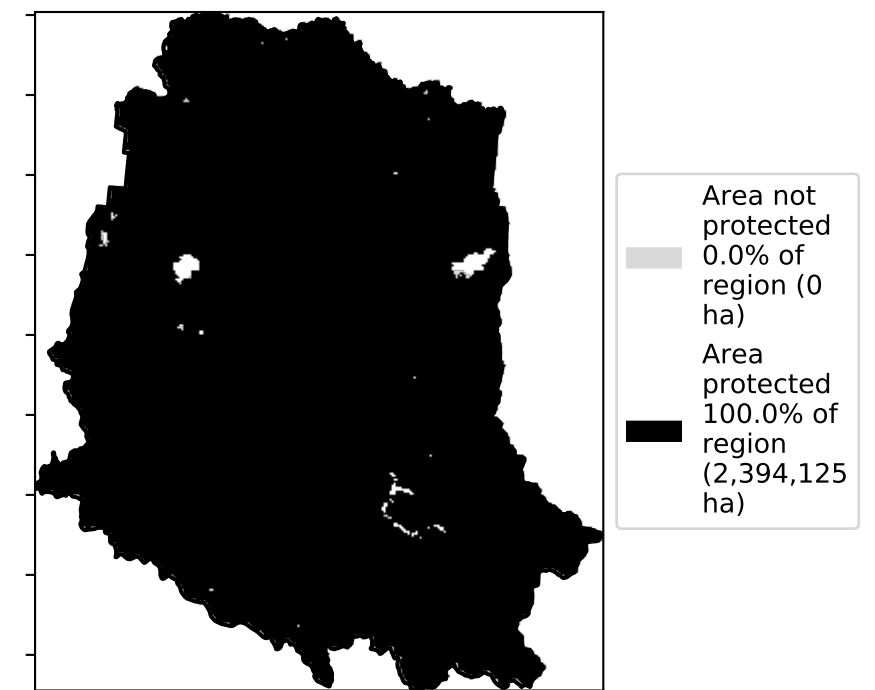 Area not
protected
0.0% of
region (0
ha)
Area
protected
100.0% of
region
(2,394,125
ha)